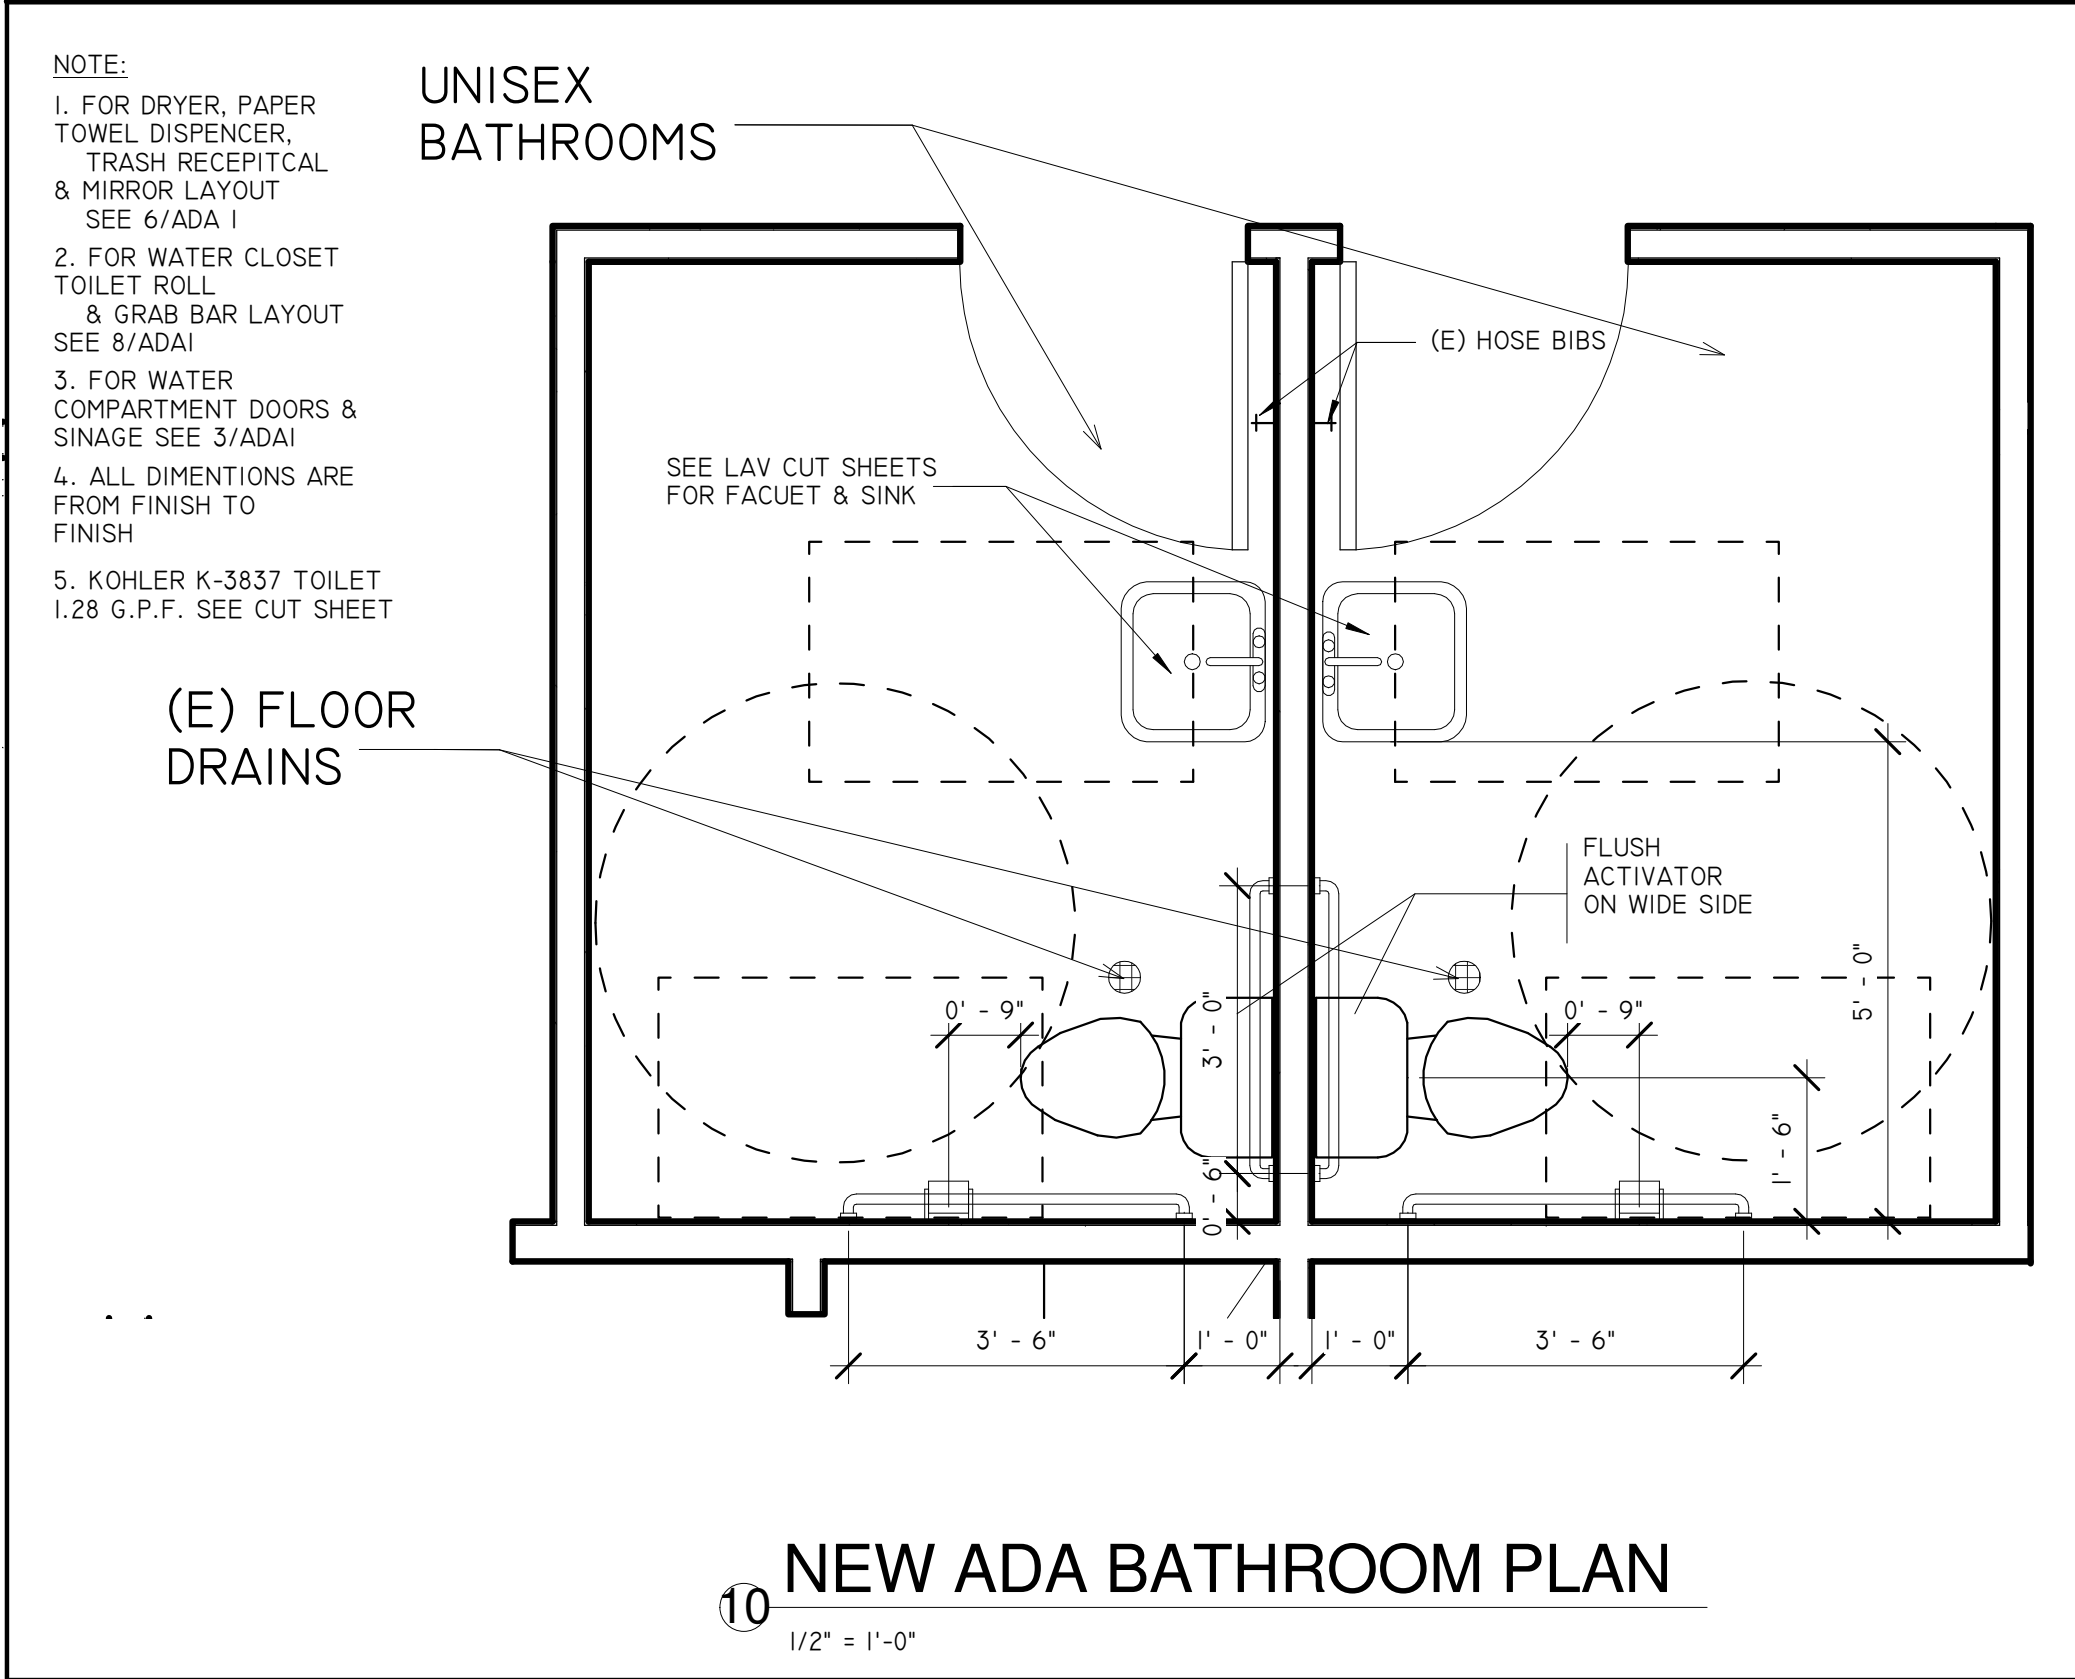 NOTE:
1. FOR DRYER, PAPER
TOWEL DISPENCER,
TRASH RECEPITCAL
& MIRROR LAYOUT
SEE 6/ADA 1
2. FOR WATER CLOSET
TOILET ROLL
& GRAB BAR LAYOUT
SEE 8/ADA1
3. FOR WATER
COMPARTMENT DOORS &
SINAGE SEE 3/ADA1
4. ALL DIMENTIONS ARE
FROM FINISH TO
FINISH
5. KOHLER K-3837 TOILET
1.28 G.P.F. SEE CUT SHEET
UNISEX
BATHROOMS
(E) HOSE BIBS
SEE LAV CUT SHEETS
FOR FACUET & SINK
(E) FLOOR
DRAINS
FLUSH
ACTIVATOR
ON WIDE SIDE
5' - 0"
0' - 9"
3' - 0"
0' - 9"
1' - 6"
0' - 6"
3' - 6"
1' - 0"
1' - 0"
3' - 6"
10
NEW ADA BATHROOM PLAN
1/2" = 1'-0"